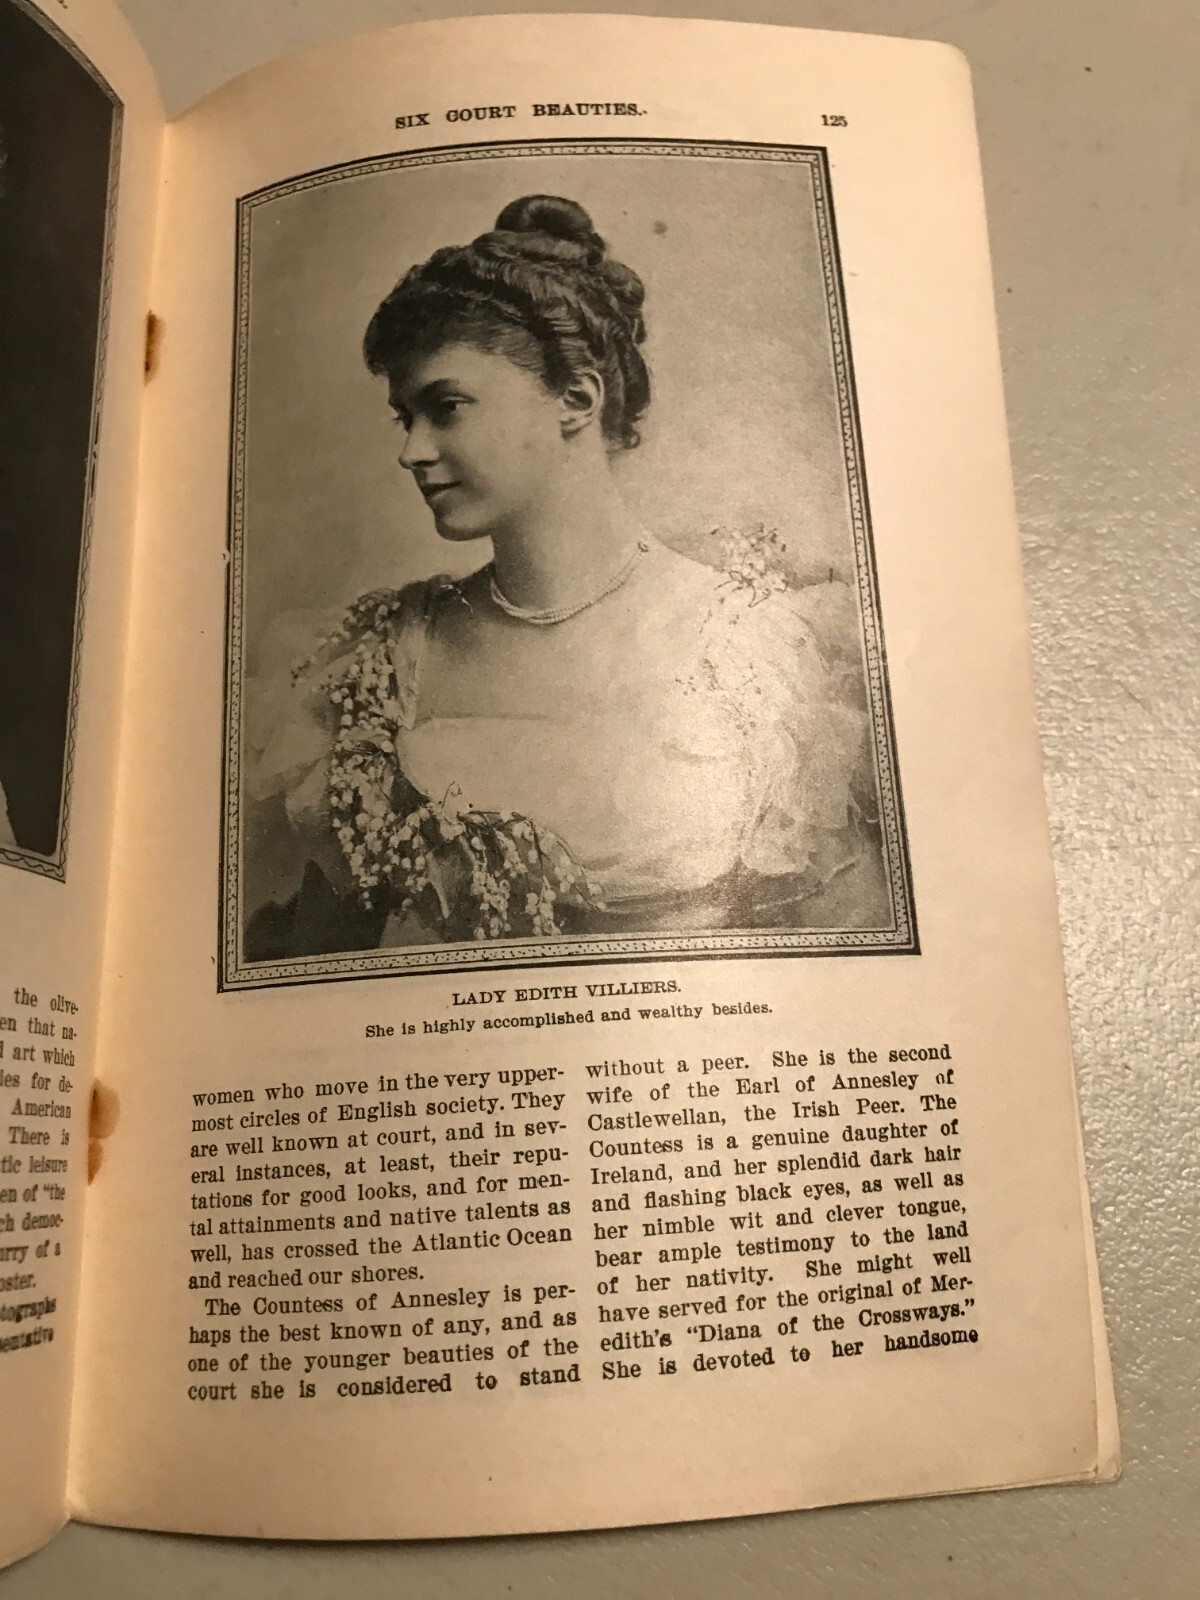 SIX COURT BEAUTIES.
125
LADY EDITH VILLIERS.
She is highly accomplished and wealthy besides.
the olive-
en that na-
art which
les for de-
American
There is
tic leisure
en of "the
ch democ-
urry of a
oster.
tographs
sentative
women who move in the very upper-
most circles of English society. They
are well known at court, and in sev-
eral instances, at least, their repu-
tations for good looks, and for men-
tal attainments and native talents as
well, has crossed the Atlantic Ocean
and reached our shores.
The Countess of Annesley is per-
haps the best known of any, and as
one of the younger beauties of the
court she is considered to stand
without a peer. She is the second
wife of the Earl of Annesley of
Castlewellan, the Irish Peer. The
Countess is a genuine daughter of
Ireland, and her splendid dark hair
and flashing black eyes, as well as
her nimble wit and clever tongue,
bear ample testimony to the land
of her nativity. She might well
have served for the original of Mer-
edith's "Diana of the Crossways."
She is devoted to her handsome